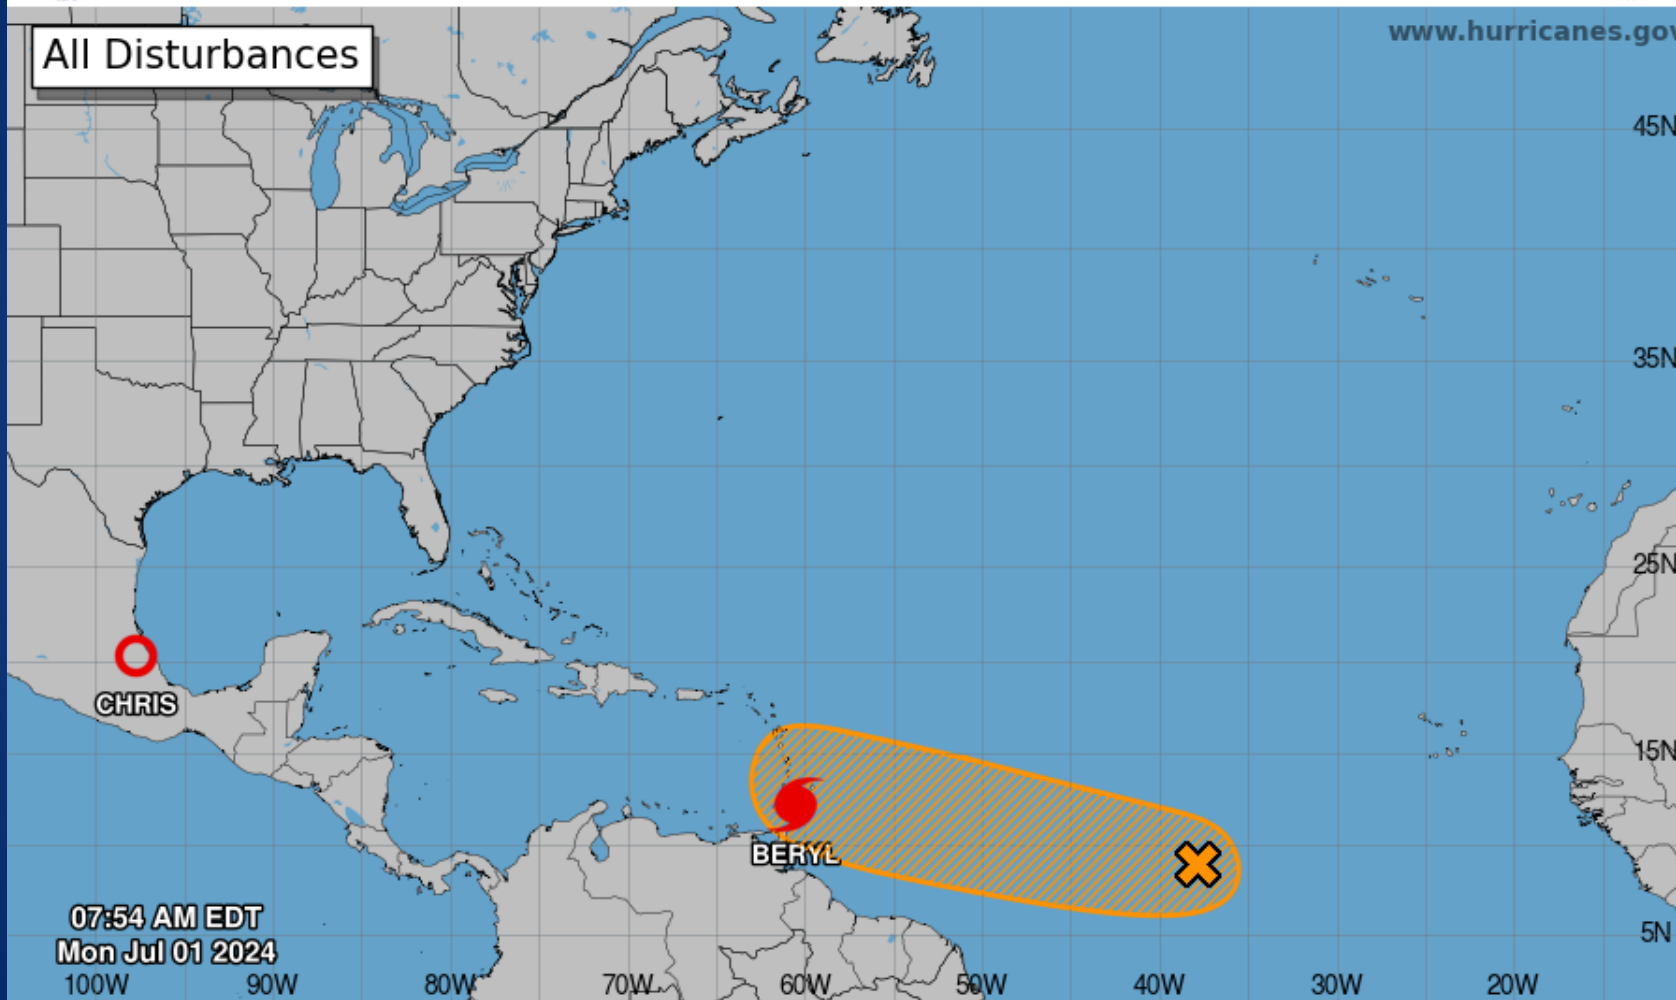 All Disturbances
www.hurricanes.gov
45N
35N
25N
CHRIS
15N
BERYL
07:54 AM EDT
Mon Jul 01 2024
5N
100W 90W 80W 70W 60W 50W 40W 30W 20W